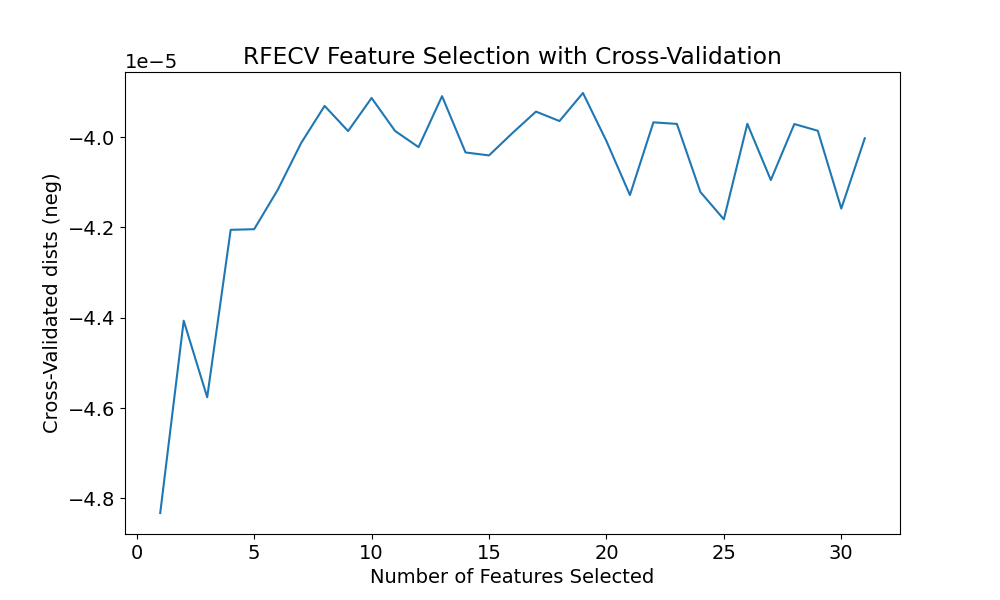 RFECV Feature Selection with Cross-Validation
1e−5
−4.0
−4.2
−4.4
−4.6
−4.8
Cross-Validated dists (neg)
0 5 10 15 20 25 30
Number of Features Selected